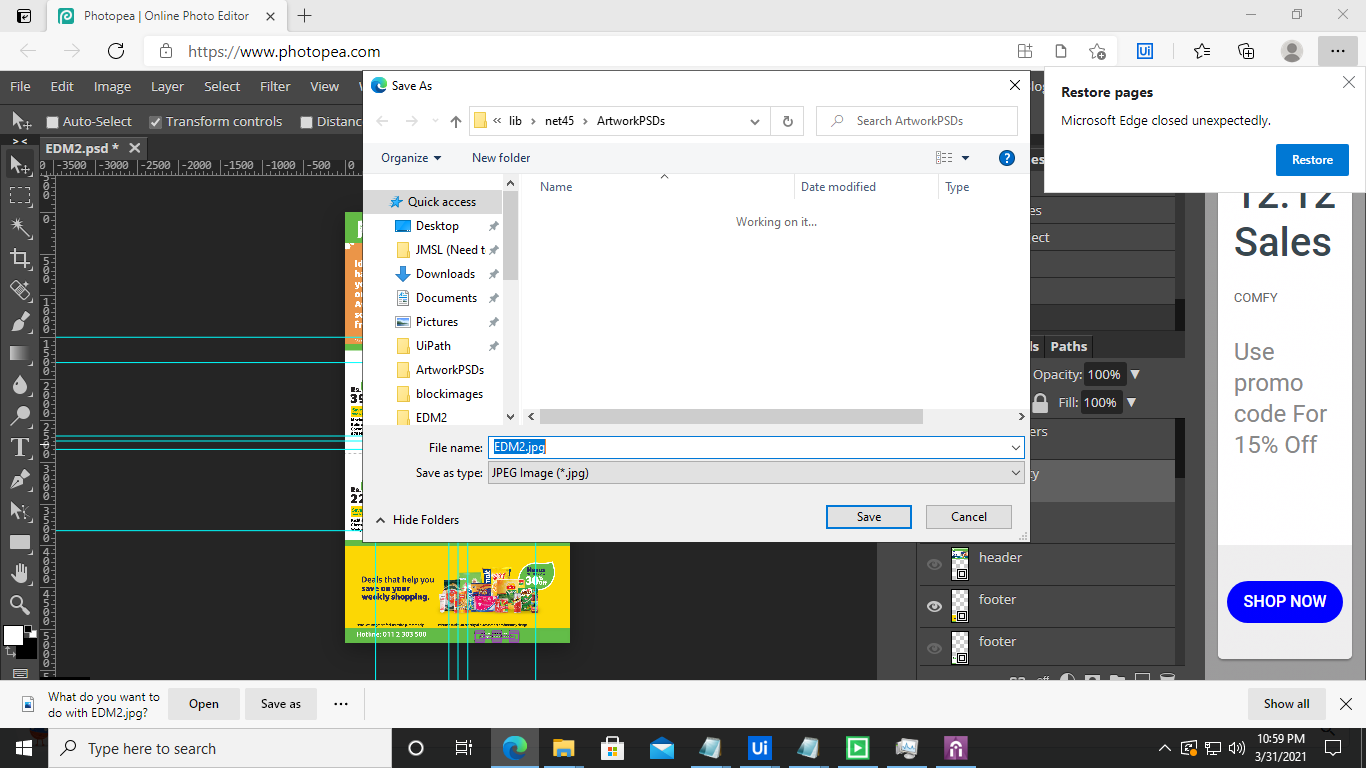 Photopea | Online Photo Editor
https://www.photopea.com
File Edit Image Layer Select Filter View
Auto-Select Transform controls Distanc
EDM2.psd *
-3500 -3000 -2500 -2000 -1500 -1000 -500 0
Save As
lib net45 ArtworkPSDs
Search ArtworkPSDs
Organize New folder
Name Date modified Type
Working on it...
Quick access
Desktop
JMSL (Need t
Downloads
Documents
Pictures
UiPath
ArtworkPSDs
blockimages
EDM2
File name: EDM2.jpg
Save as type: JPEG Image (*.jpg)
Hide Folders
Save Cancel
Restore pages
Microsoft Edge closed unexpectedly.
Restore
12.12
Sales
COMFY
Use
promo
code For
15% Off
SHOP NOW
Paths
Opacity: 100%
Fill: 100%
header
footer
footer
Deals that help you
save on your
weekly shopping.
30%
Hotline: 011 2 303 500
What do you want to
do with EDM2.jpg?
Open Save as
Show all
Type here to search
Ui
10:59 PM
3/31/2021